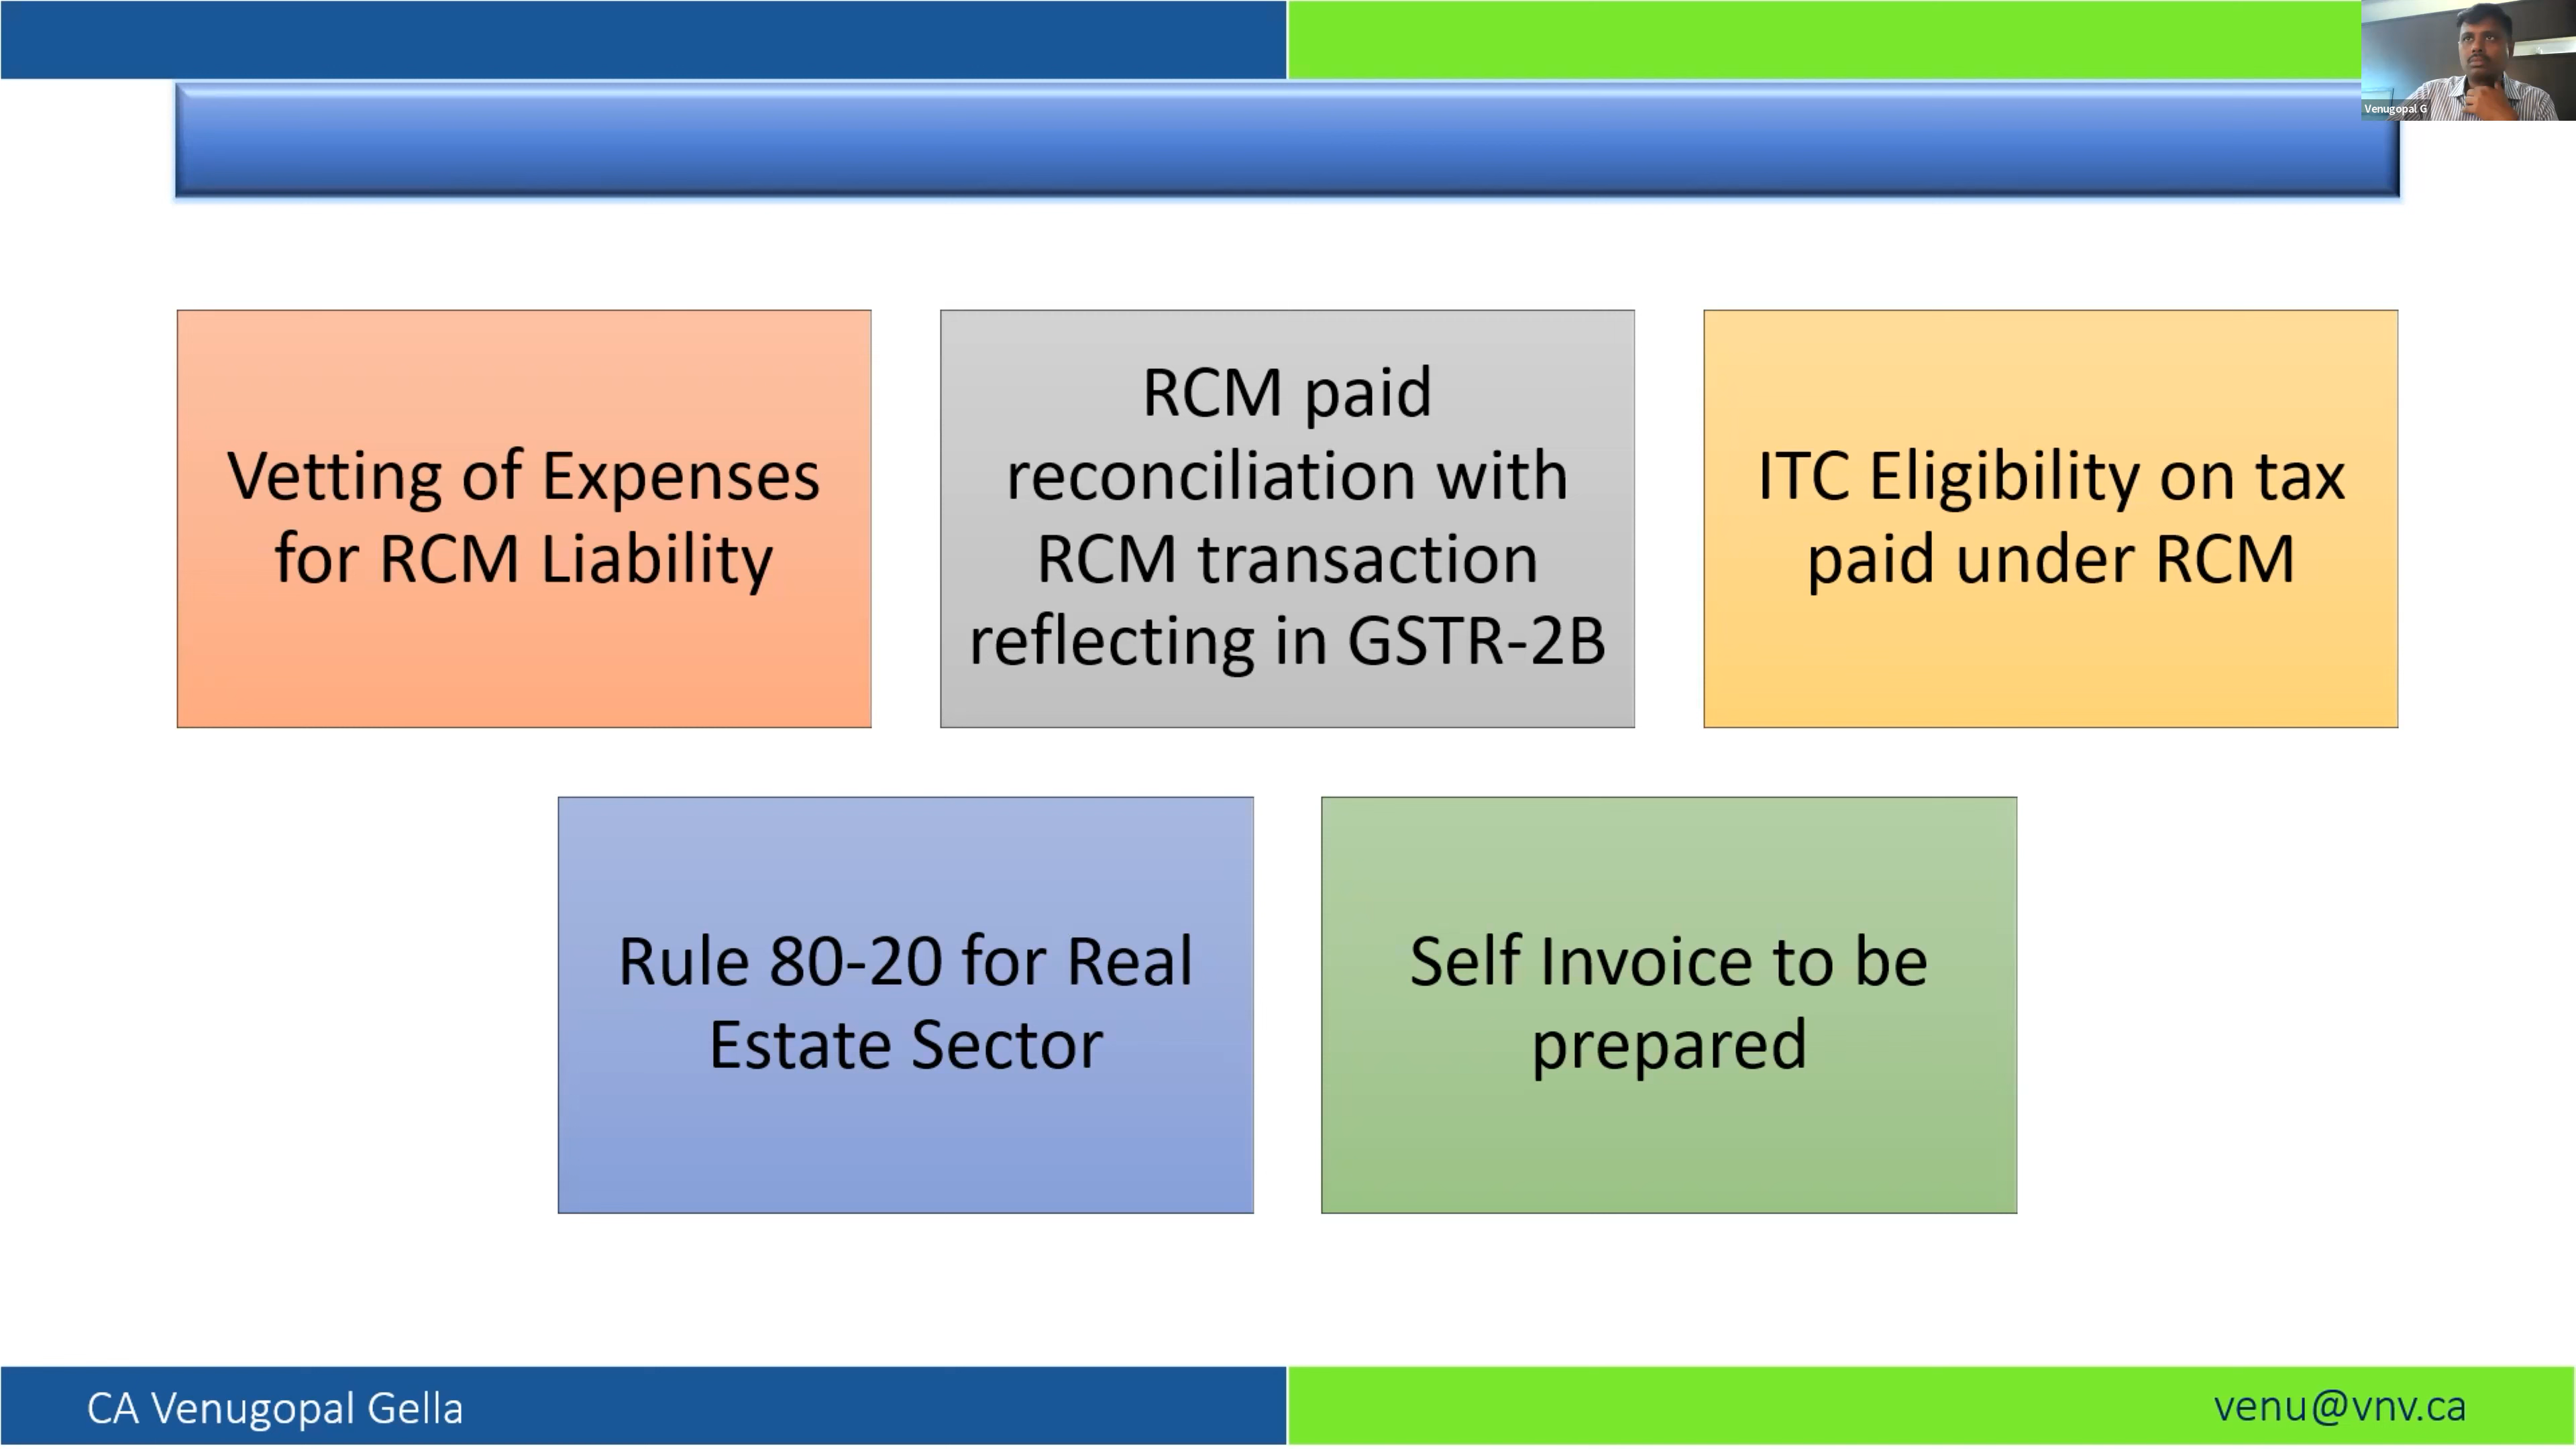 Venugopal G
Vetting of Expenses
for RCM Liability
RCM paid
reconciliation with
RCM transaction
reflecting in GSTR-2B
ITC Eligibility on tax
paid under RCM
Rule 80-20 for Real
Estate Sector
Self Invoice to be
prepared
CA Venugopal Gella
venu@vnv.ca